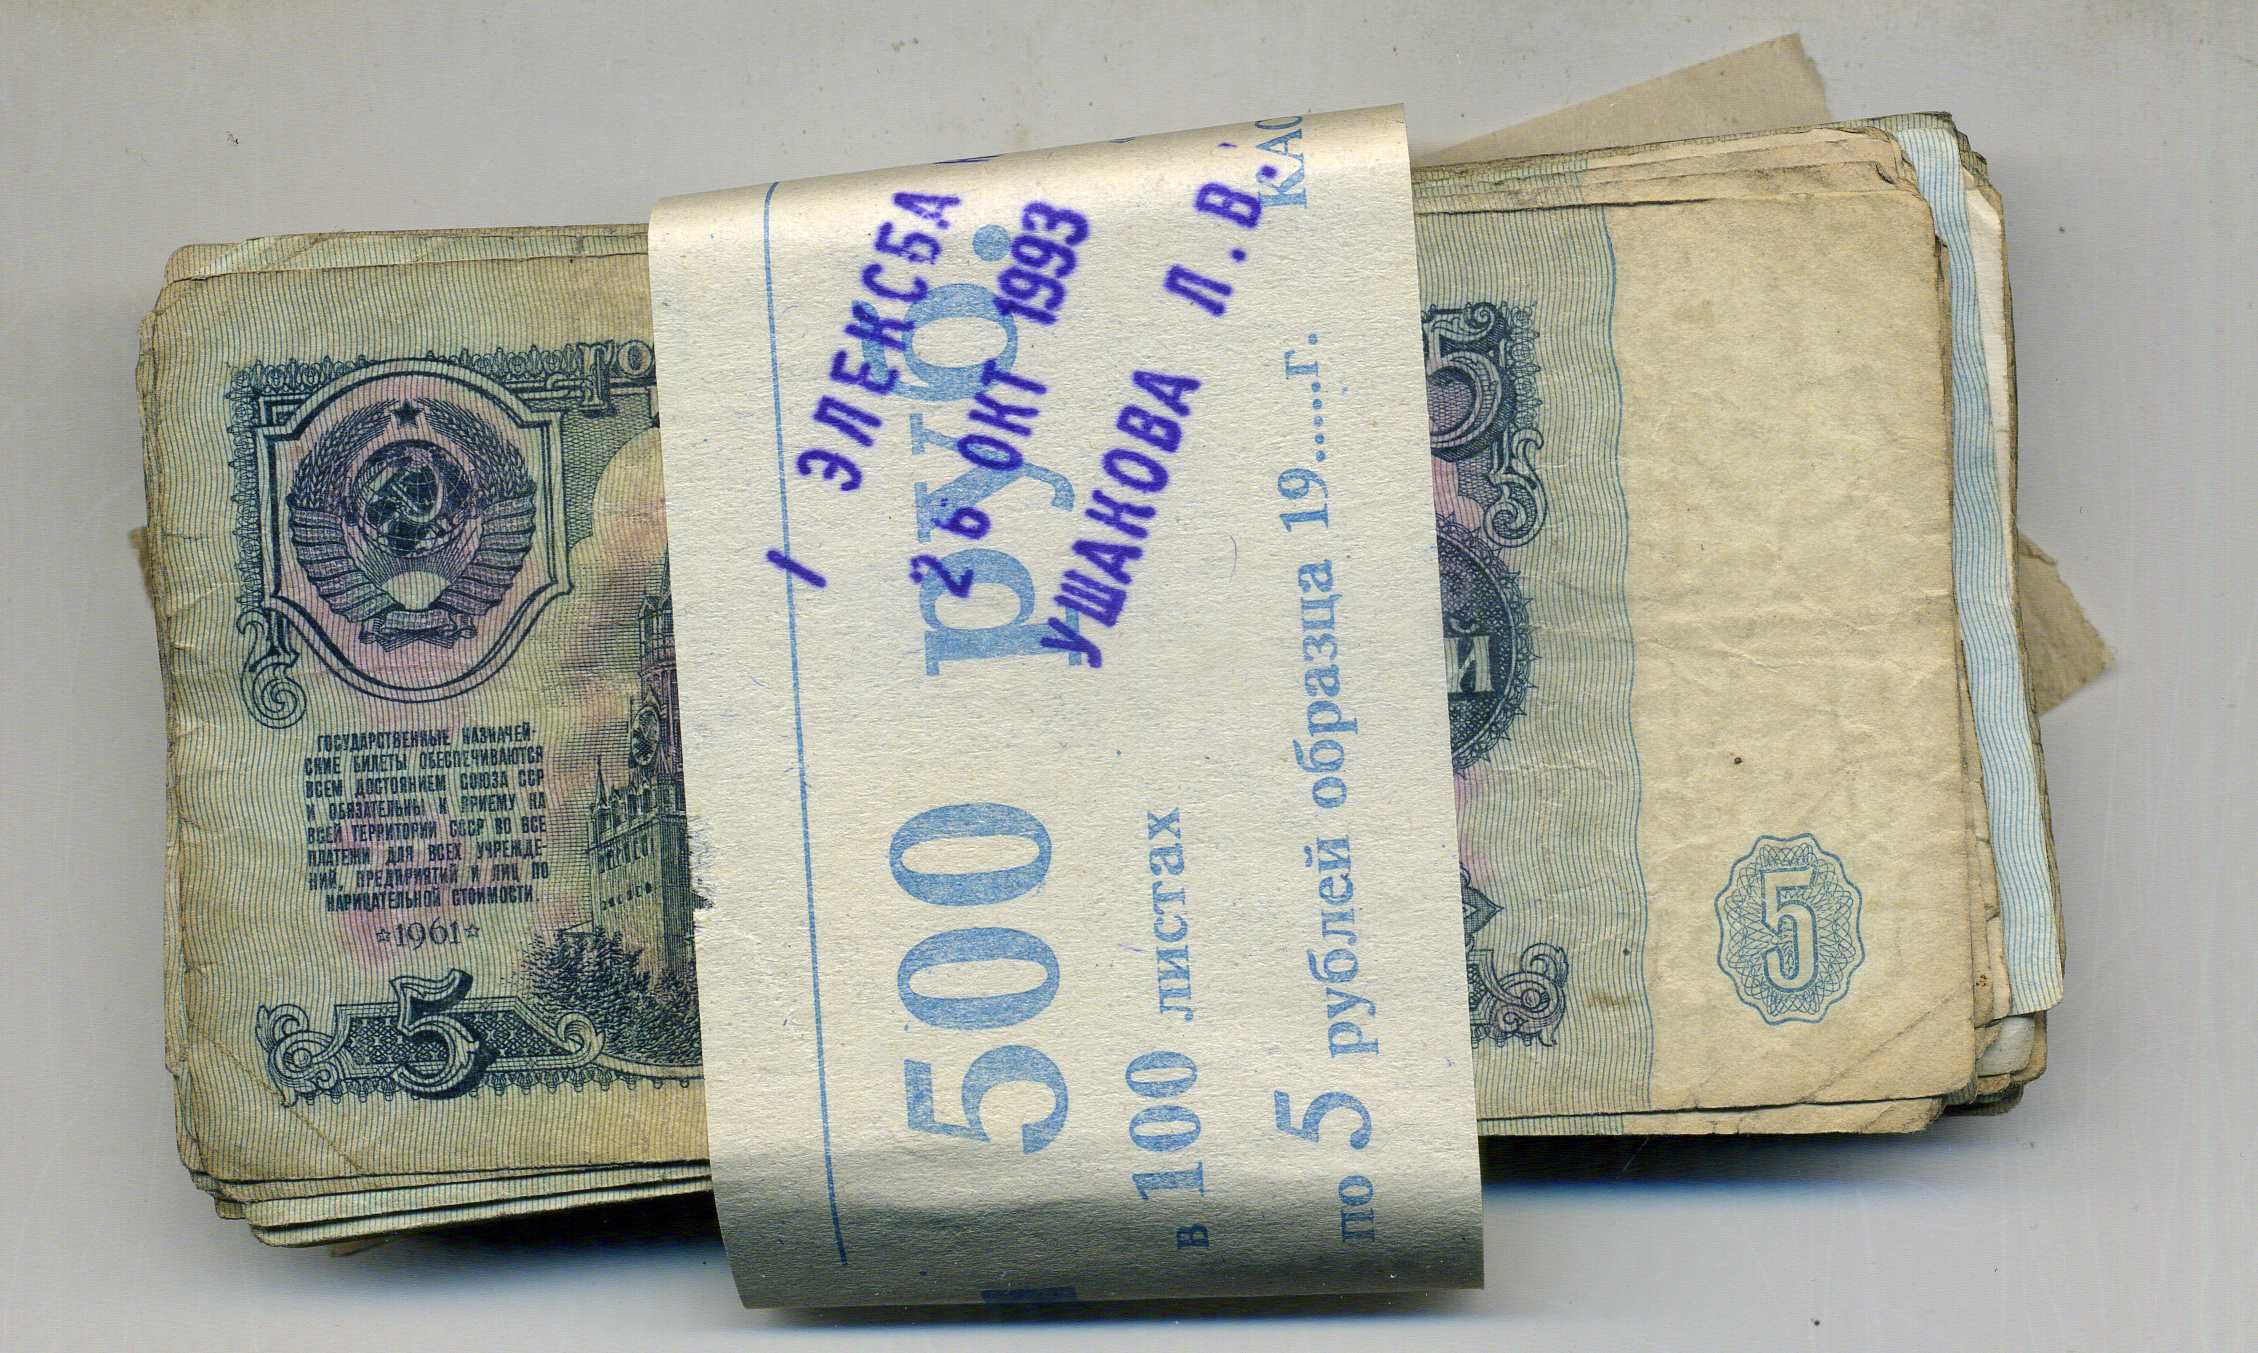 ГОСУДАРСТВЕННЫЕ КАЗНАЧЕЙ-
СКИЕ БИЛЕТЫ ОБЕСПЕЧИВАЮТСЯ
ВСЕМ ДОСТОЯНИЕМ СОЮЗА ССР
И ОБЯЗАТЕЛЬНЫ К ПРИЕМУ НА
ВСЕЙ ТЕРРИТОРИИ СССР ВО ВСЕ
ПЛАТЕЖИ ДЛЯ ВСЕХ УЧРЕЖДЕ-
НИЙ, ПРЕДПРИЯТИЙ И ЛИЦ ПО
НАРИЦАТЕЛЬНОЙ СТОИМОСТИ.
☆1961☆
5
500 руб.
в 100 листах
по 5 рублей образца 19.....г.
КАС
1 ЭЛЕКСБА
26 ОКТ 1993
УШАКОВА Л.В.
5
Й
5